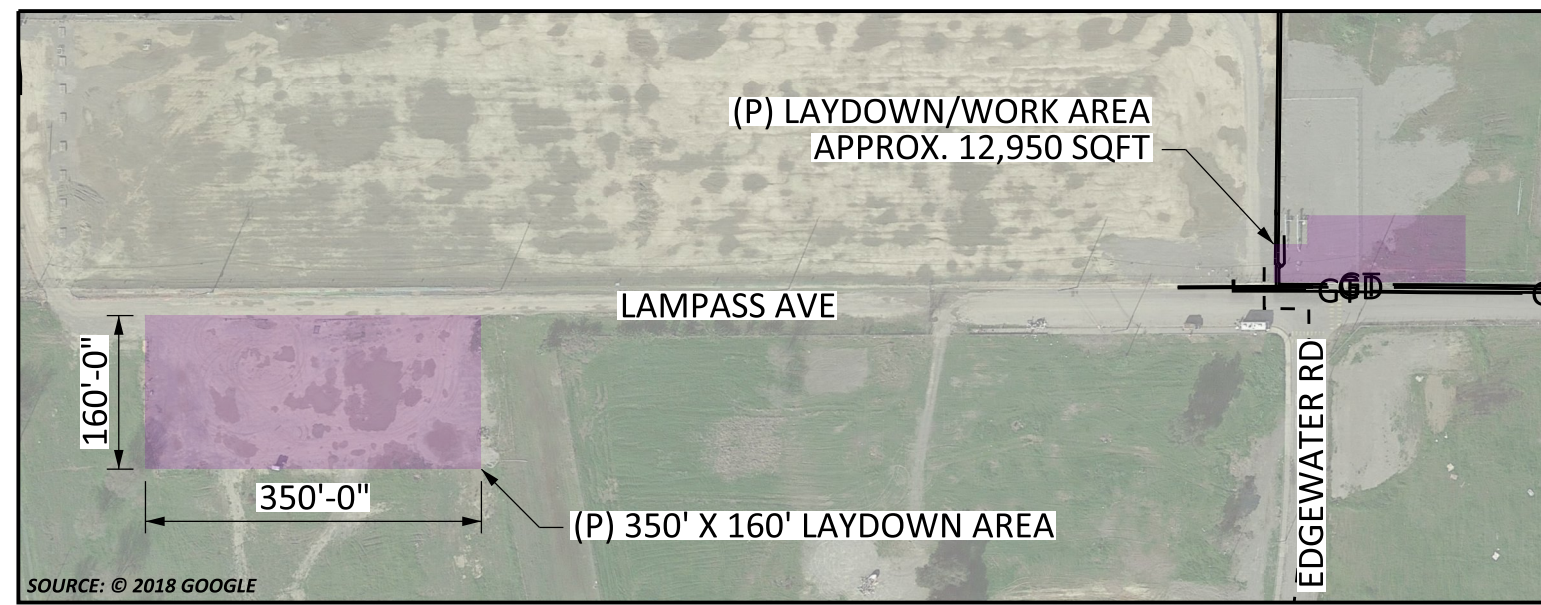 (P) LAYDOWN/WORK AREA
APPROX. 12,950 SQFT
LAMPASS AVE
160'-0"
350'-0"
(P) 350' X 160' LAYDOWN AREA
EDGEWATER RD
SOURCE: © 2018 GOOGLE